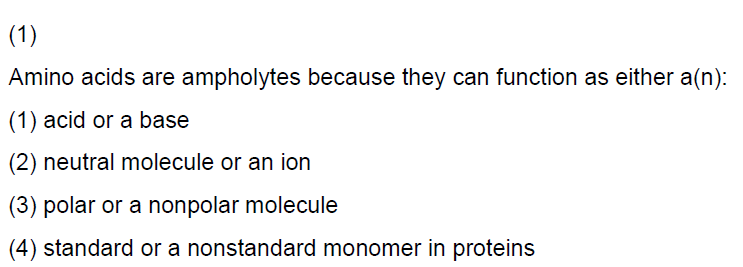 (1)
Amino acids are ampholytes because they can function as either a(n):
(1) acid or a base
(2) neutral molecule or an ion
(3) polar or a nonpolar molecule
(4) standard or a nonstandard monomer in proteins